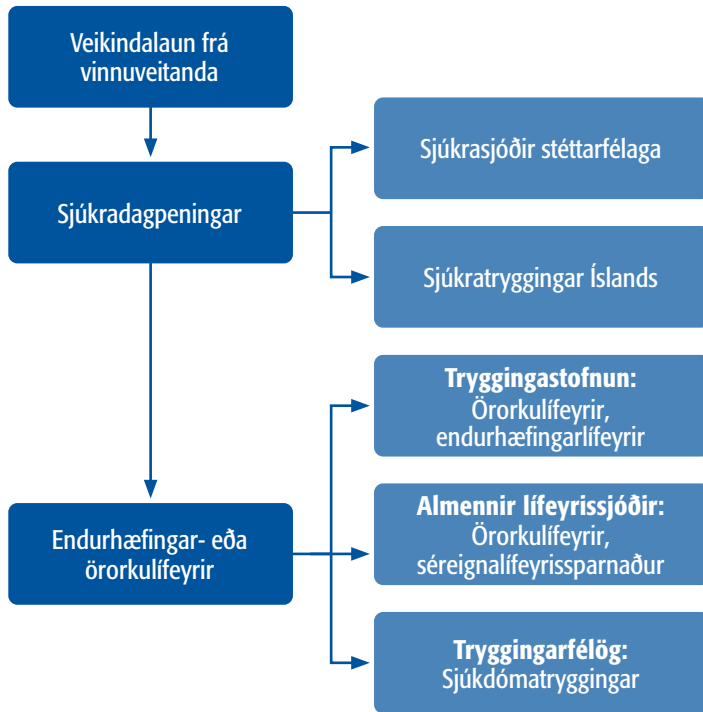 Veikindalaun frá
vinnuveitanda
Sjúkrasjóðir stéttarfélaga
Sjúkradagpeningar
Sjúkratryggingar Íslands
Tryggingastofnun:
Örorkulífeyrir,
endurhæfingarlífeyrir
Almennir lífeyrissjóðir:
Örorkulífeyrir,
séreignalífeyrissparnaður
Endurhæfingar- eða
örorkulífeyrir
Tryggingarfélög:
Sjúkdómatryggingar